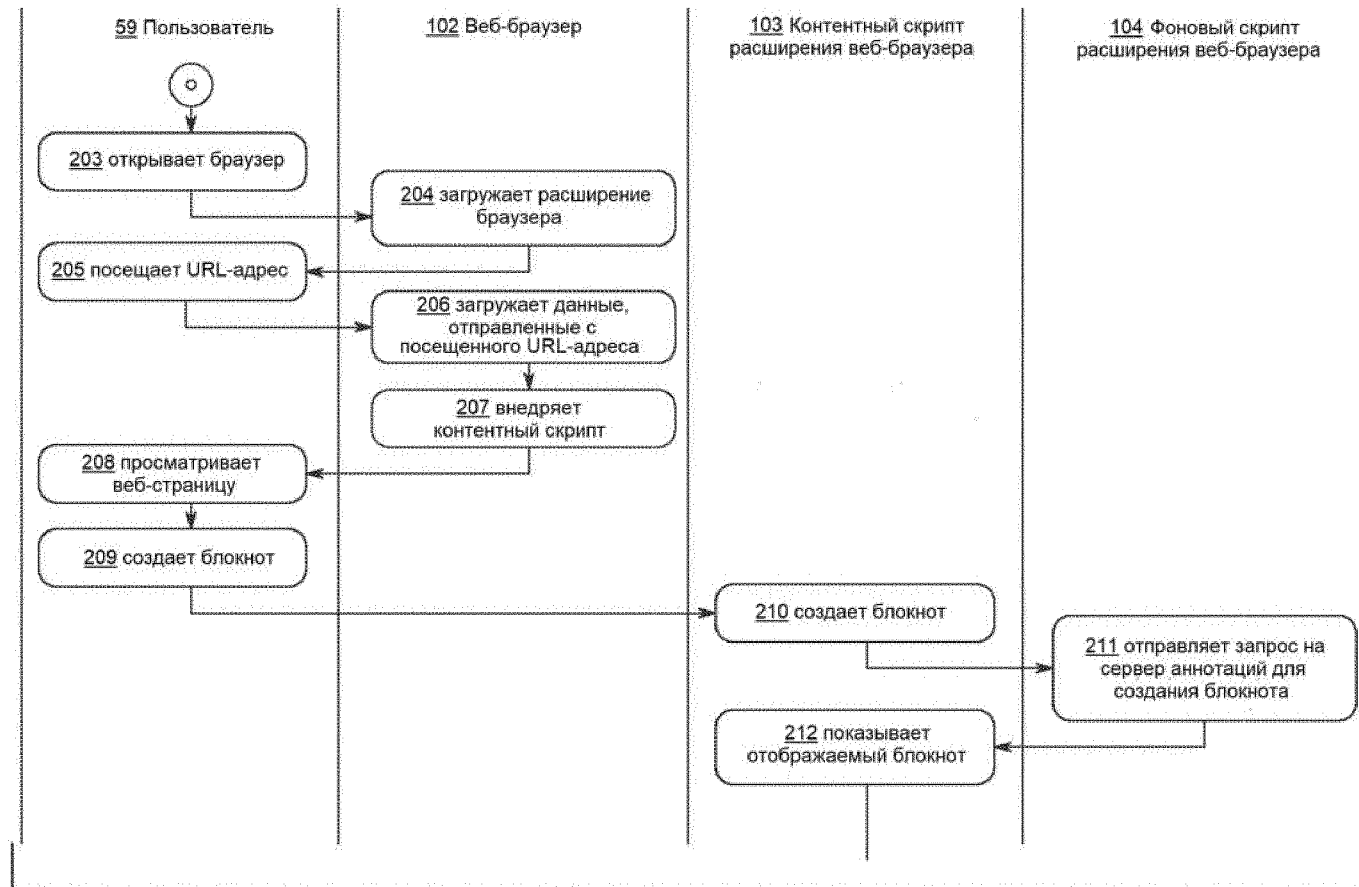 59 Пользователь
102 Веб-браузер
103 Контентный скрипт
расширения веб-браузера
104 Фоновый скрипт
расширения веб-браузера
203 открывает браузер
204 загружает расширение
браузера
205 посещает URL-адрес
206 загружает данные,
отправленные с
посещенного URL-адреса
207 внедряет
контентный скрипт
208 просматривает
веб-страницу
209 создает блокнот
210 создает блокнот
211 отправляет запрос на
сервер аннотаций для
создания блокнота
212 показывает
отображаемый блокнот